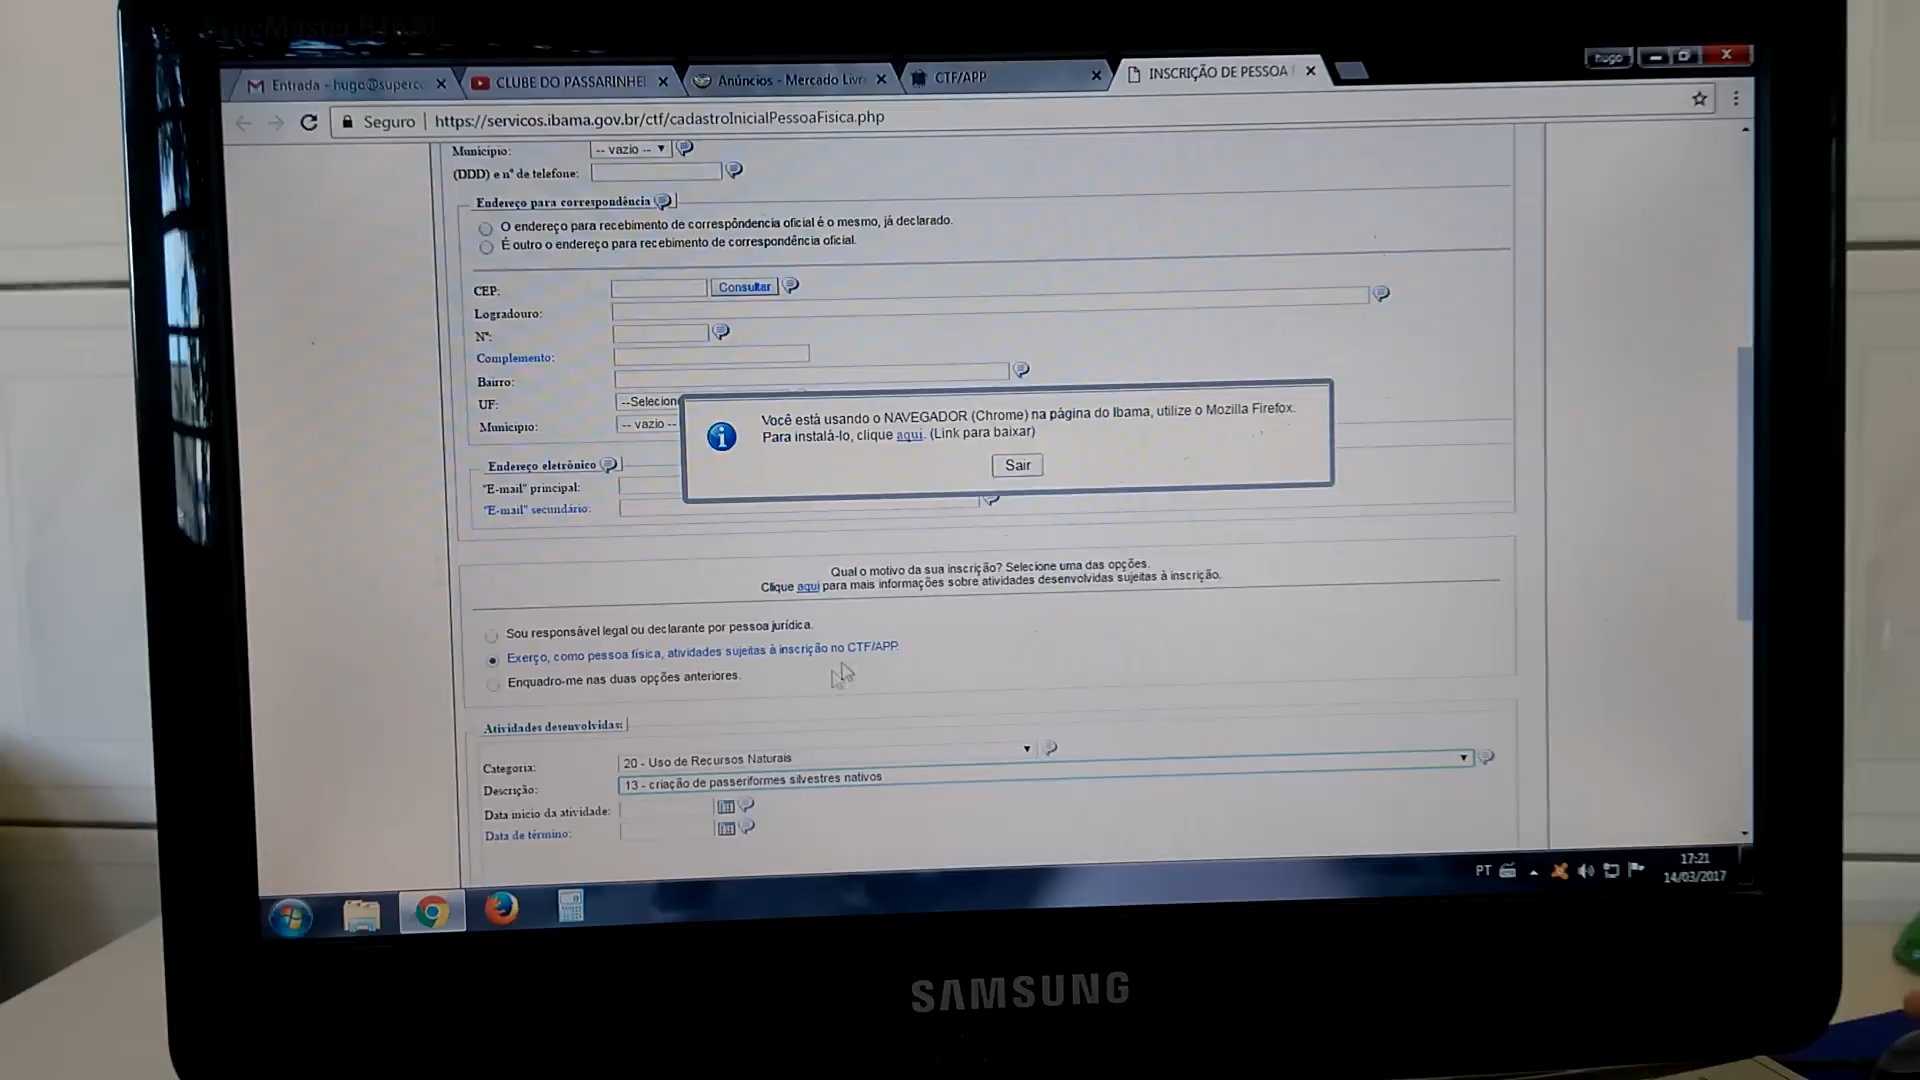 SyncMaster
hugo
Entrada - hugo@superco
CLUBE DO PASSARINHEI
Anúncios - Mercado Livr
CTF/APP
INSCRIÇÃO DE PESSOA
Seguro | https://servicos.ibama.gov.br/ctf/cadastroInicialPessoaFisica.php
Município: -- vazio --
(DDD) e nº de telefone:
Endereço para correspondência
O endereço para recebimento de correspôndencia oficial é o mesmo, já declarado.
É outro o endereço para recebimento de correspondência oficial.
CEP: Consultar
Logradouro:
Nº:
Complemento:
Bairro:
UF: --Selecione
Município: -- vazio --
Você está usando o NAVEGADOR (Chrome) na página do Ibama, utilize o Mozilla Firefox.
Para instalá-lo, clique aqui. (Link para baixar)
Sair
Endereço eletrônico
"E-mail" principal:
"E-mail" secundário:
Qual o motivo da sua inscrição? Selecione uma das opções.
Clique aqui para mais informações sobre atividades desenvolvidas sujeitas à inscrição.
Sou responsável legal ou declarante por pessoa jurídica.
Exerço, como pessoa física, atividades sujeitas à inscrição no CTF/APP.
Enquadro-me nas duas opções anteriores.
Atividades desenvolvidas:
Categoria: 20 - Uso de Recursos Naturais
Descrição: 13 - criação de passeriformes silvestres nativos
Data início da atividade:
Data de término:
PT
17:21
14/03/2017
SAMSUNG